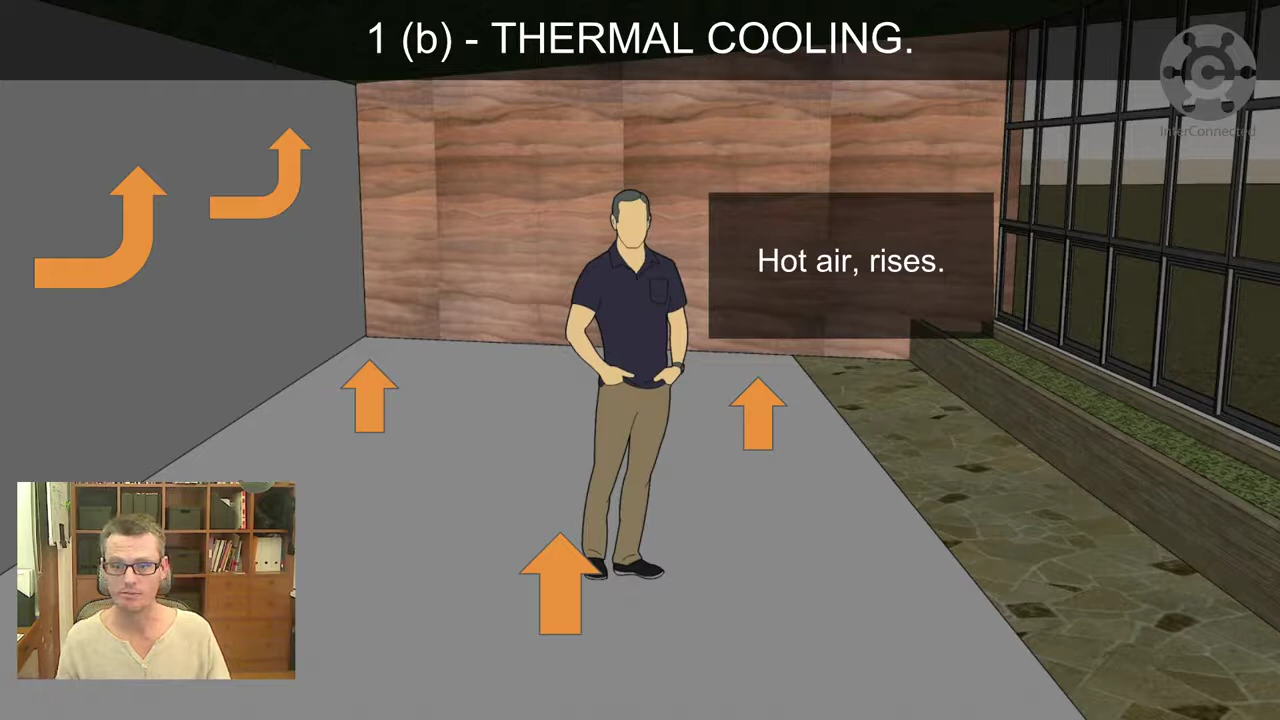 1 (b) - THERMAL COOLING.
InterConnected
Hot air, rises.